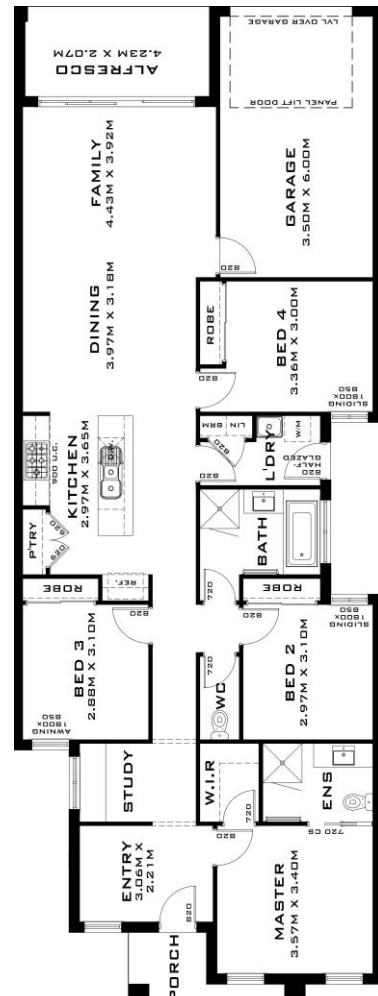 ALFRESCO
4.23M X 2.07M
LVL OVER GARAGE
PANEL LIFT DOOR
FAMILY
4.43M X 3.92M
GARAGE
3.50M X 6.00M
820
DINING
3.97M X 3.18M
ROBE
BED 4
3.36M X 3.00M
820
SLIDING
1800X
850
KITCHEN
2.97M X 3.65M
900 U.C.
DW
LIN
BRM
820
820
L'DRY
W/M
820
HALF-
GLAZED
P'TRY
620
620
BATH
REF.
720
ROBE
ROBE
820
820
BED 3
2.88M X 3.10M
AWNING
1800X
850
720
WC
BED 2
2.97M X 3.10M
SLIDING
1800X
850
STUDY
W.I.R
720
ENS
720 CS
ENTRY
3.06M X
2.21M
820
820
MASTER
3.57M X 3.40M
PORCH